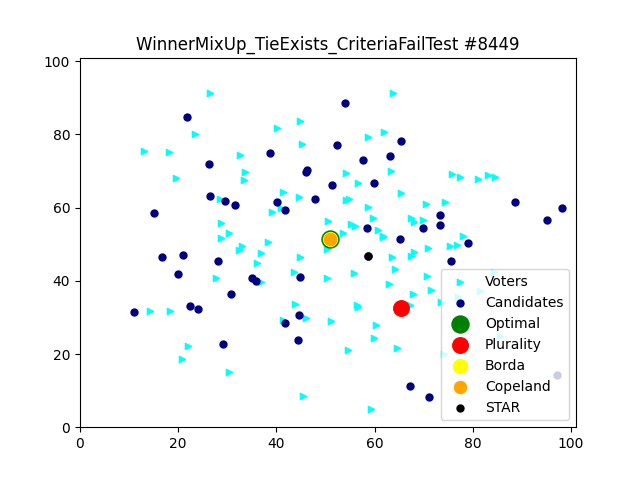 WinnerMixUp_TieExists_CriteriaFailTest #8449
100
80
60
40
20
0
0
20
40
60
80
100
Voters
Candidates
Optimal
Plurality
Borda
Copeland
STAR